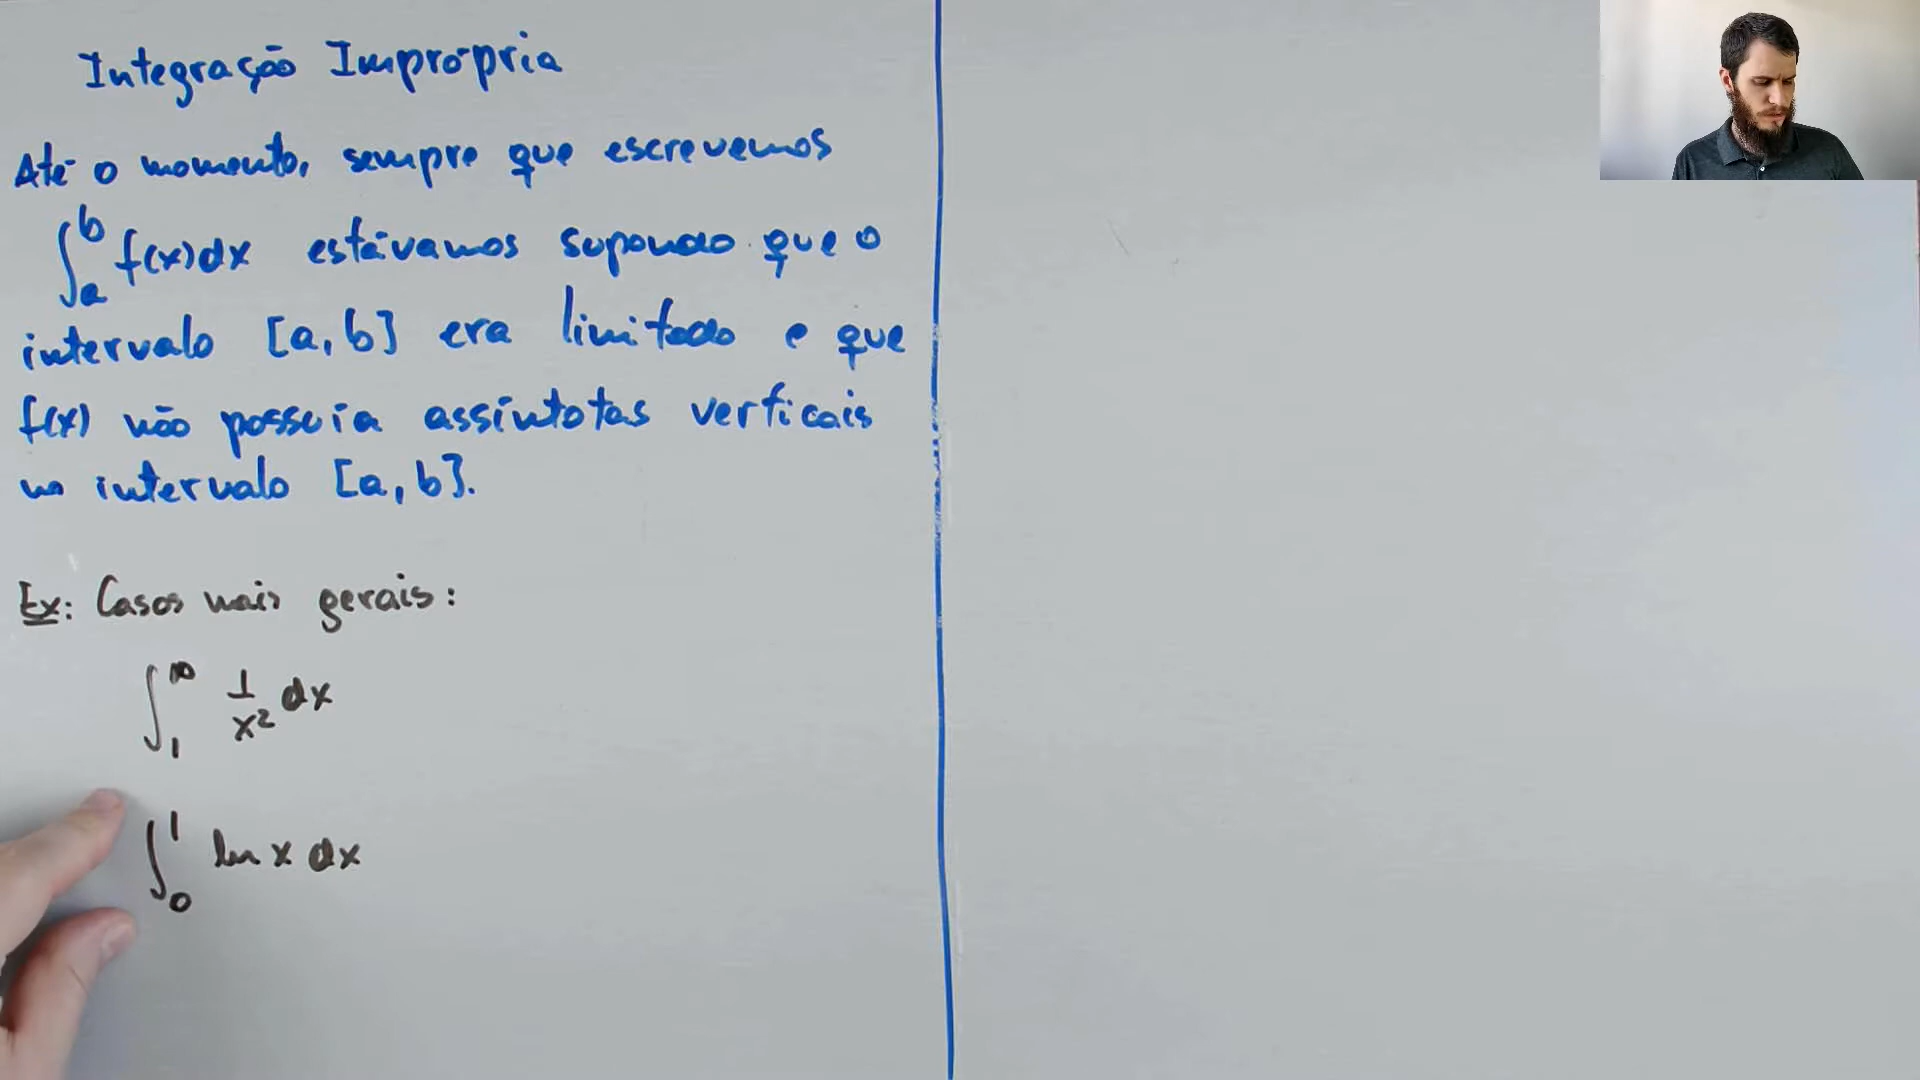 Integração Imprópria
Até o momento, sempre que escrevemos
∫_a^b f(x)dx estávamos supondo que o
intervalo [a,b] era limitado e que
f(x) não possuía assíntotas verticais
no intervalo [a,b].
Ex: Casos mais gerais:
∫_1^∞ 1/x² dx
∫_0^1 ln x dx